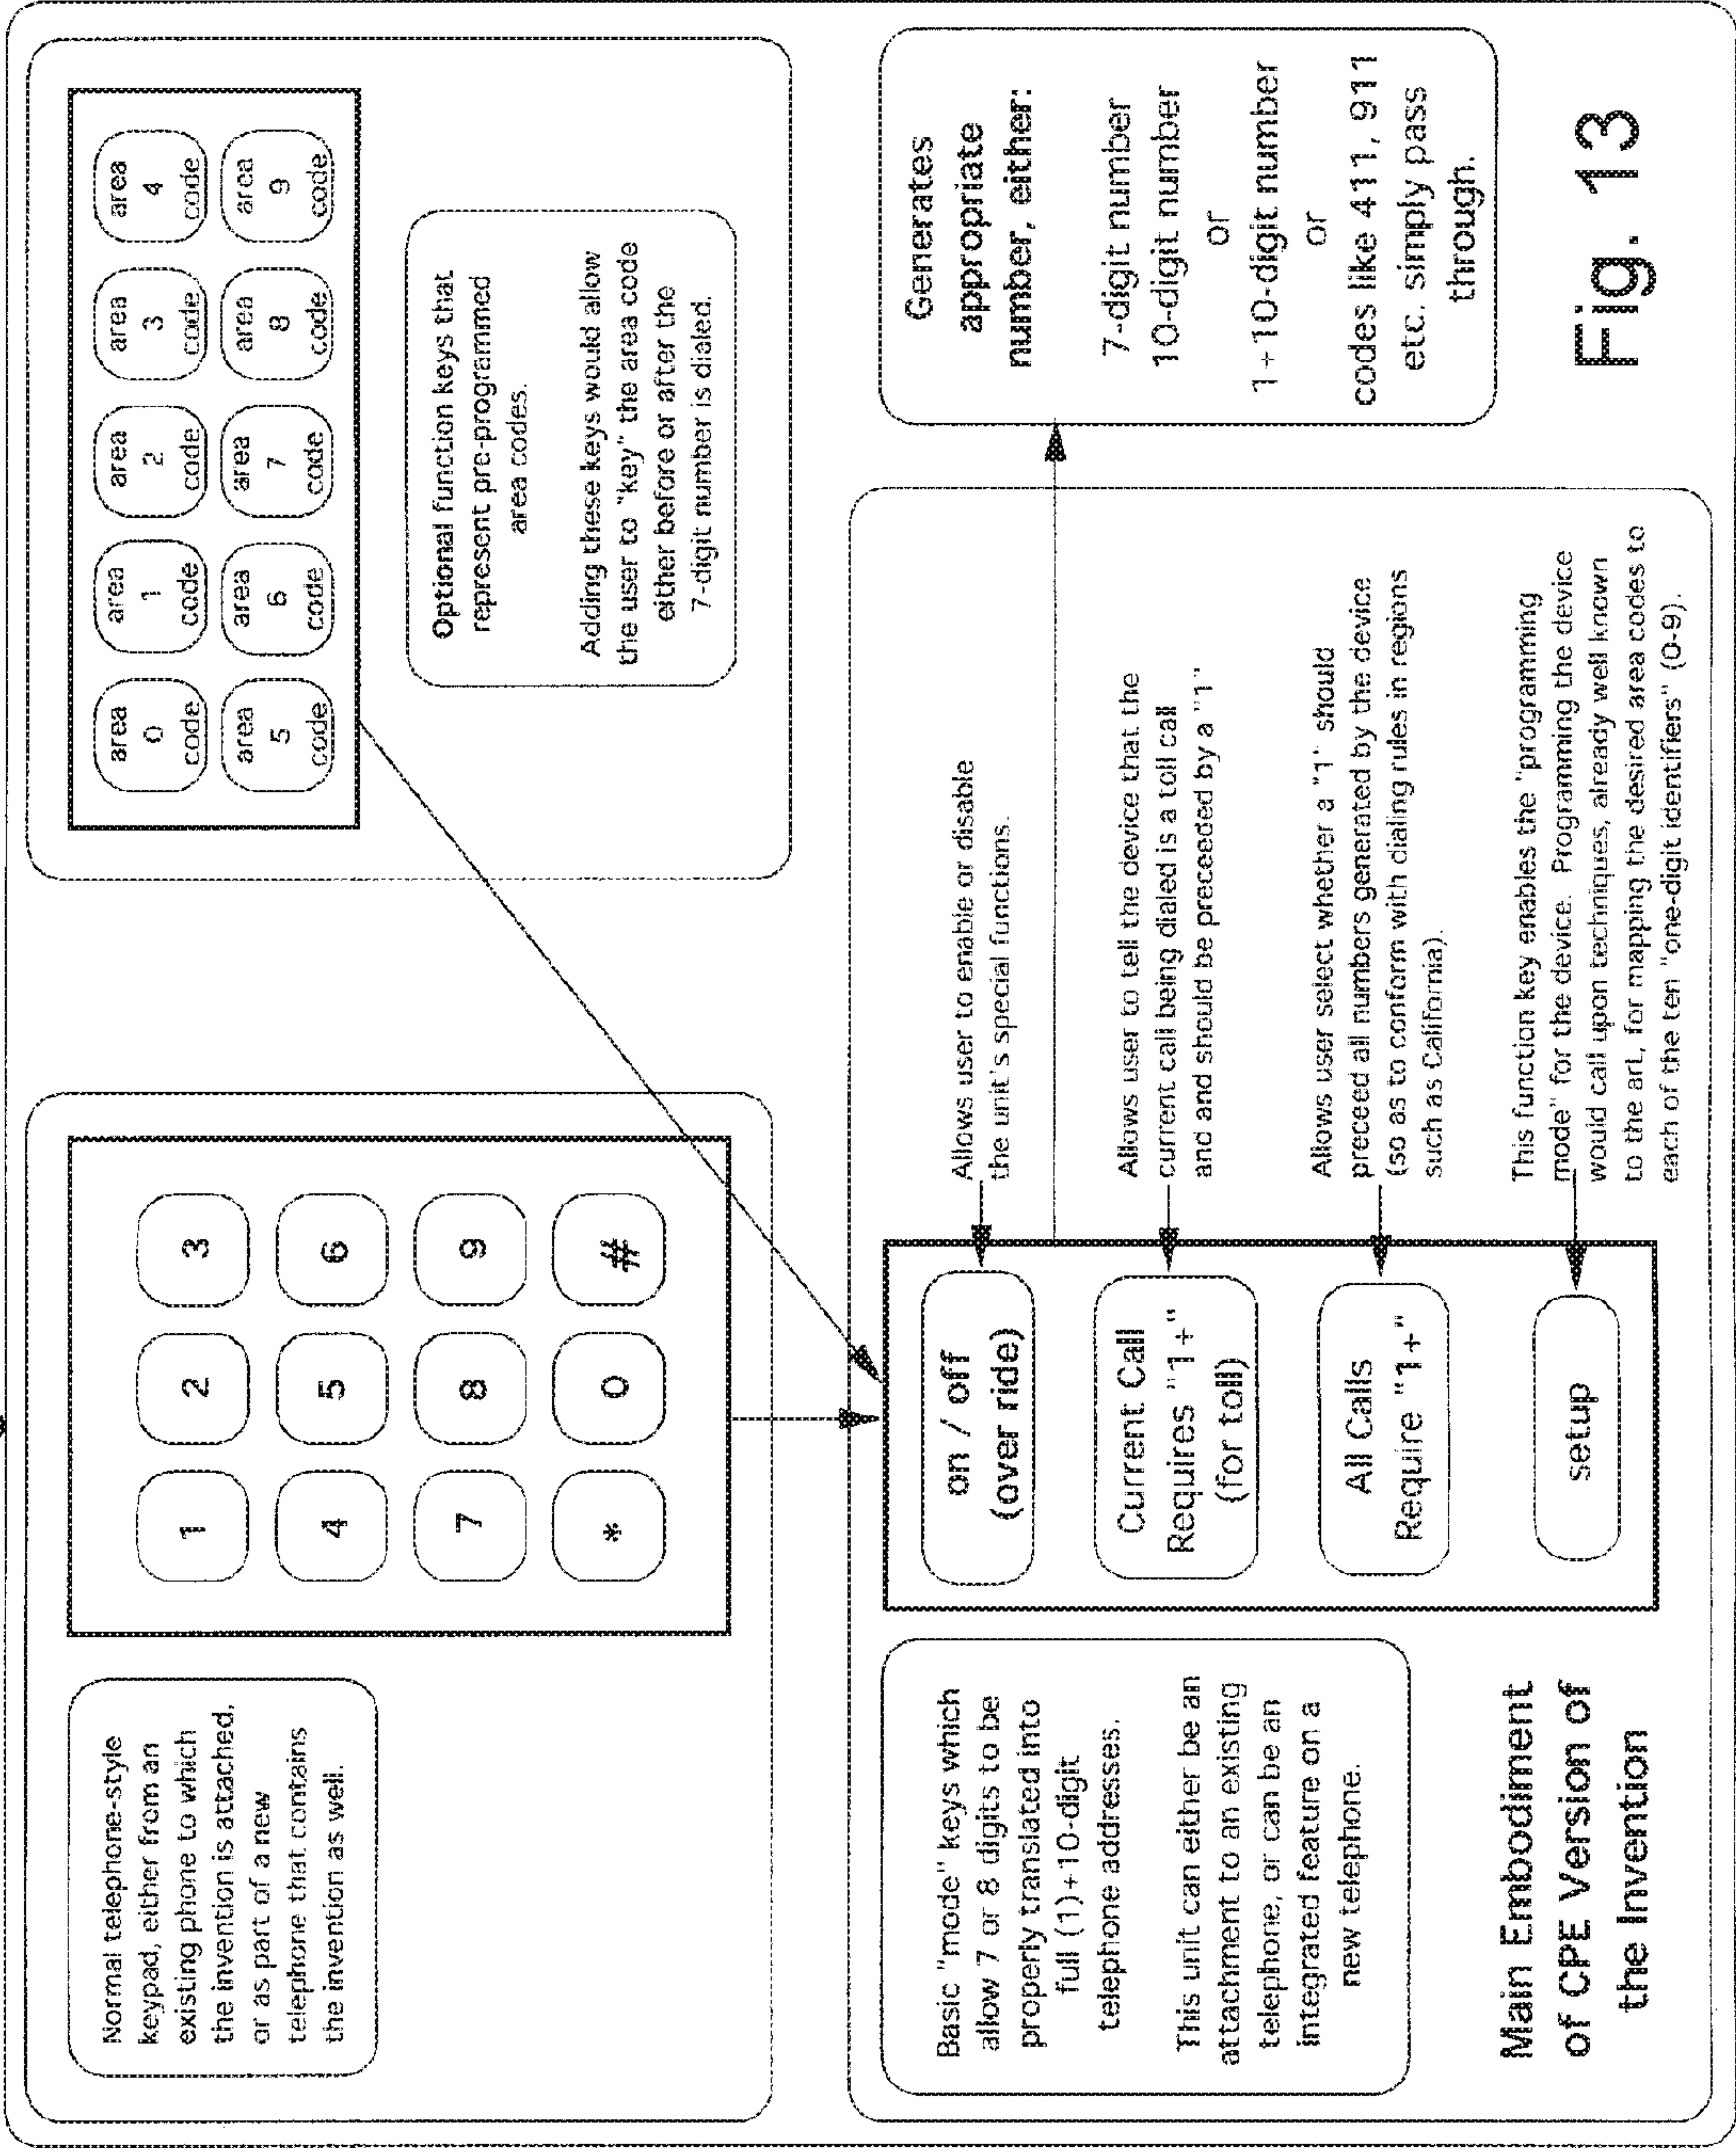 Normal telephone-style
keypad, either from an
existing phone to which
the invention is attached,
or as part of a new
telephone that contains
the invention as well.
1 2 3
4 5 6
7 8 9
* 0 #
area area area area area
0 1 2 3 4
code code code code code
area area area area area
5 6 7 8 9
code code code code code
Optional function keys that
represent pre-programmed
area codes.
Adding these keys would allow
the user to "key" the area code
either before or after the
7-digit number is dialed.
Basic "mode" keys which
allow 7 or 8 digits to be
properly translated into
full (1)+10-digit
telephone addresses.
This unit can either be an
attachment to an existing
telephone, or can be an
integrated feature on a
new telephone.
Main Embodiment
of CPE Version of
the Invention
on / off
(over ride)
Current Call
Requires "1+"
(for toll)
All Calls
Require "1+"
setup
Allows user to enable or disable
the unit's special functions.
Allows user to tell the device that the
current call being dialed is a toll call
and and should be preceeded by a "1"
Allows user select whether a "1" should
preceed all numbers generated by the device
(so as to conform with dialing rules in regions
such as California).
This function key enables the "programming
mode" for the device. Programming the device
would call upon techniques, already well known
to the art, for mapping the desired area codes to
each of the ten "one-digit identifiers" (0-9).
Generates
appropriate
number, either:
7-digit number
10-digit number
or
1+10-digit number
or
codes like 411, 911
etc. simply pass
through.
Fig. 13